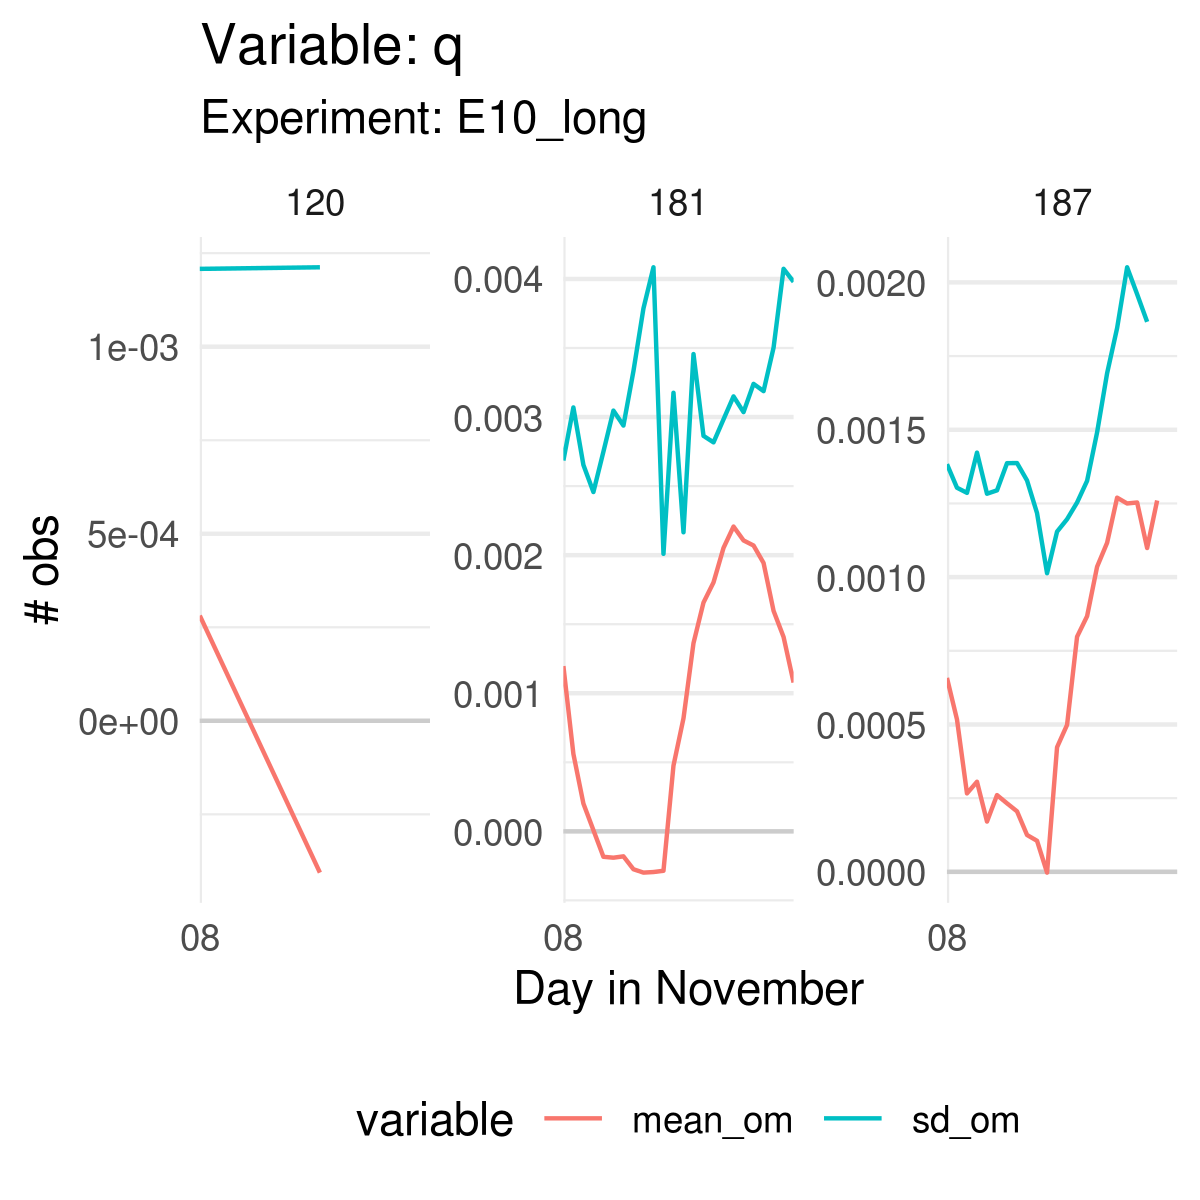 Variable: q
Experiment: E10_long
120
181
187
1e-03
5e-04
0e+00
0.004
0.003
0.002
0.001
0.000
0.0020
0.0015
0.0010
0.0005
0.0000
# obs
08
08
08
Day in November
variable mean_om sd_om